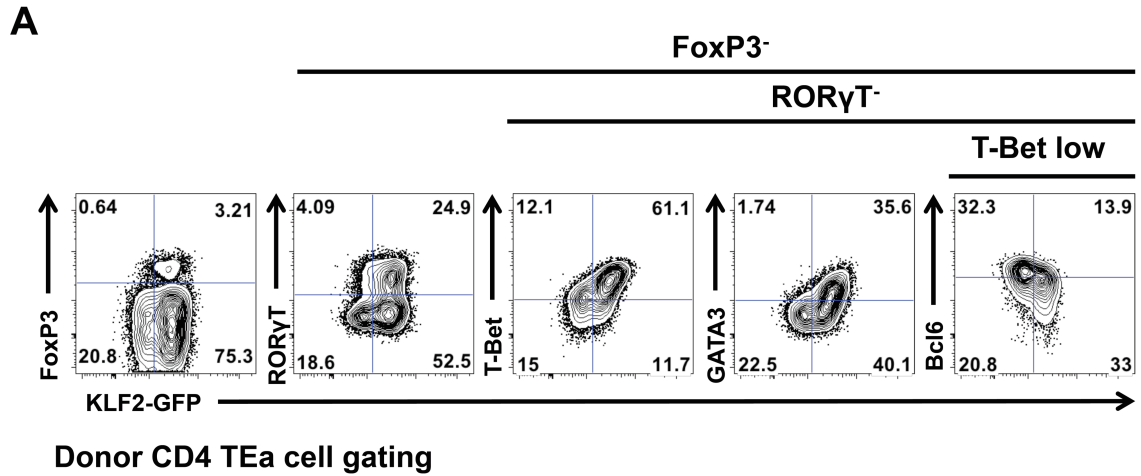 A
FoxP3-
RORγT-
T-Bet low
0.64 3.21
4.09 24.9
12.1 61.1
1.74 35.6
32.3 13.9
FoxP3
RORγT
T-Bet
GATA3
Bcl6
20.8 75.3
18.6 52.5
15 11.7
22.5 40.1
20.8 33
KLF2-GFP
Donor CD4 TEa cell gating